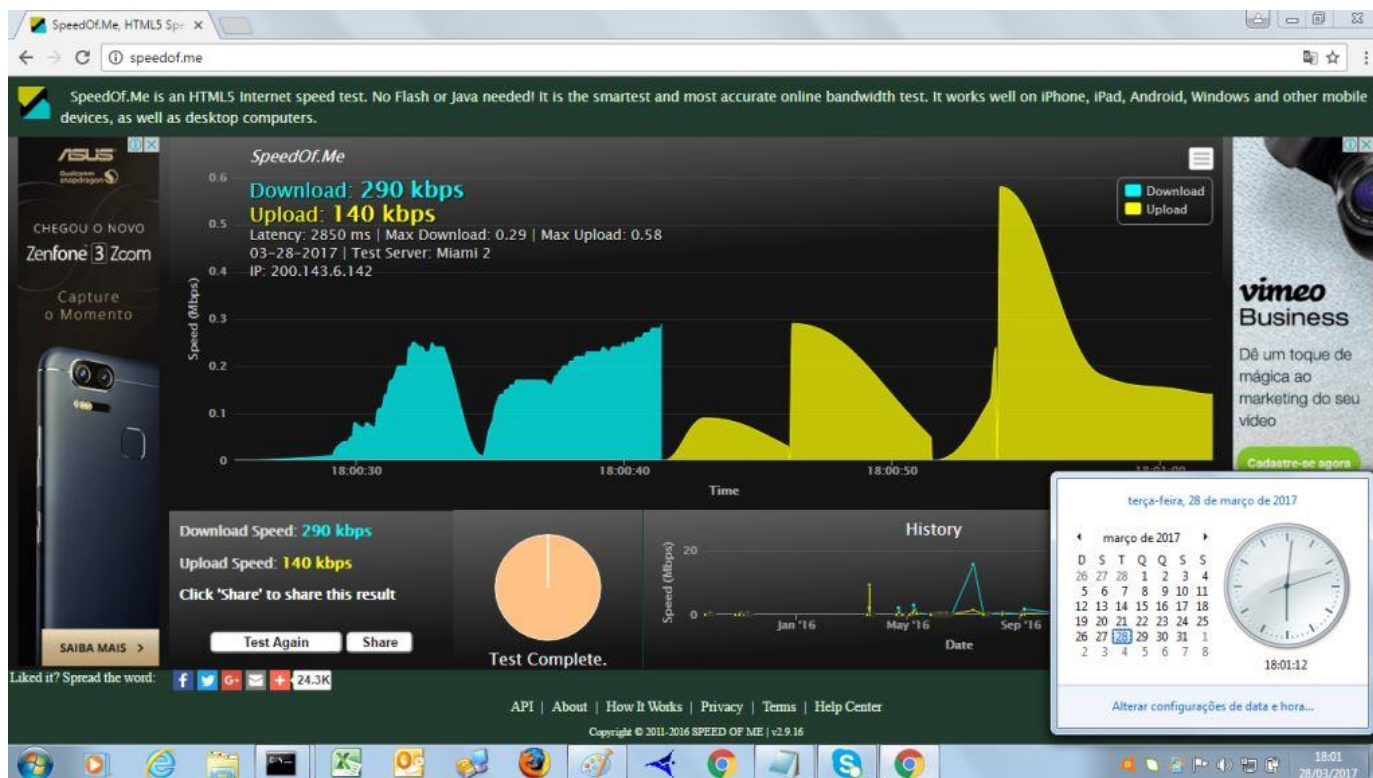 SpeedOf.Me, HTML5 Spe
speedof.me
SpeedOf.Me is an HTML5 Internet speed test. No Flash or Java needed! It is the smartest and most accurate online bandwidth test. It works well on iPhone, iPad, Android, Windows and other mobile
devices, as well as desktop computers.
ASUS
Qualcomm
snapdragon
CHEGOU O NOVO
Zenfone 3 Zoom
Capture
o Momento
SAIBA MAIS >
SpeedOf.Me
Download: 290 kbps
Upload: 140 kbps
Latency: 2850 ms | Max Download: 0.29 | Max Upload: 0.58
03-28-2017 | Test Server: Miami 2
IP: 200.143.6.142
Download
Upload
Speed (Mbps)
0.6
0.5
0.4
0.3
0.2
0.1
0
18:00:30
18:00:40
18:00:50
18:01:00
Time
vimeo
Business
Dê um toque de
mágica ao
marketing do seu
vídeo
Cadastre-se agora
Download Speed: 290 kbps
Upload Speed: 140 kbps
Click 'Share' to share this result
Test Again
Share
Test Complete.
History
Speed (Mbps)
20
0
Jan '16
May '16
Sep '16
Date
terça-feira, 28 de março de 2017
março de 2017
D S T Q Q S S
26 27 28 1 2 3 4
5 6 7 8 9 10 11
12 13 14 15 16 17 18
19 20 21 22 23 24 25
26 27 28 29 30 31 1
2 3 4 5 6 7 8
18:01:12
Alterar configurações de data e hora...
Liked it? Spread the word:
f
G+
24.3K
API | About | How It Works | Privacy | Terms | Help Center
Copyright © 2011-2016 SPEED OF ME | v2.9.16
18:01
28/03/2017